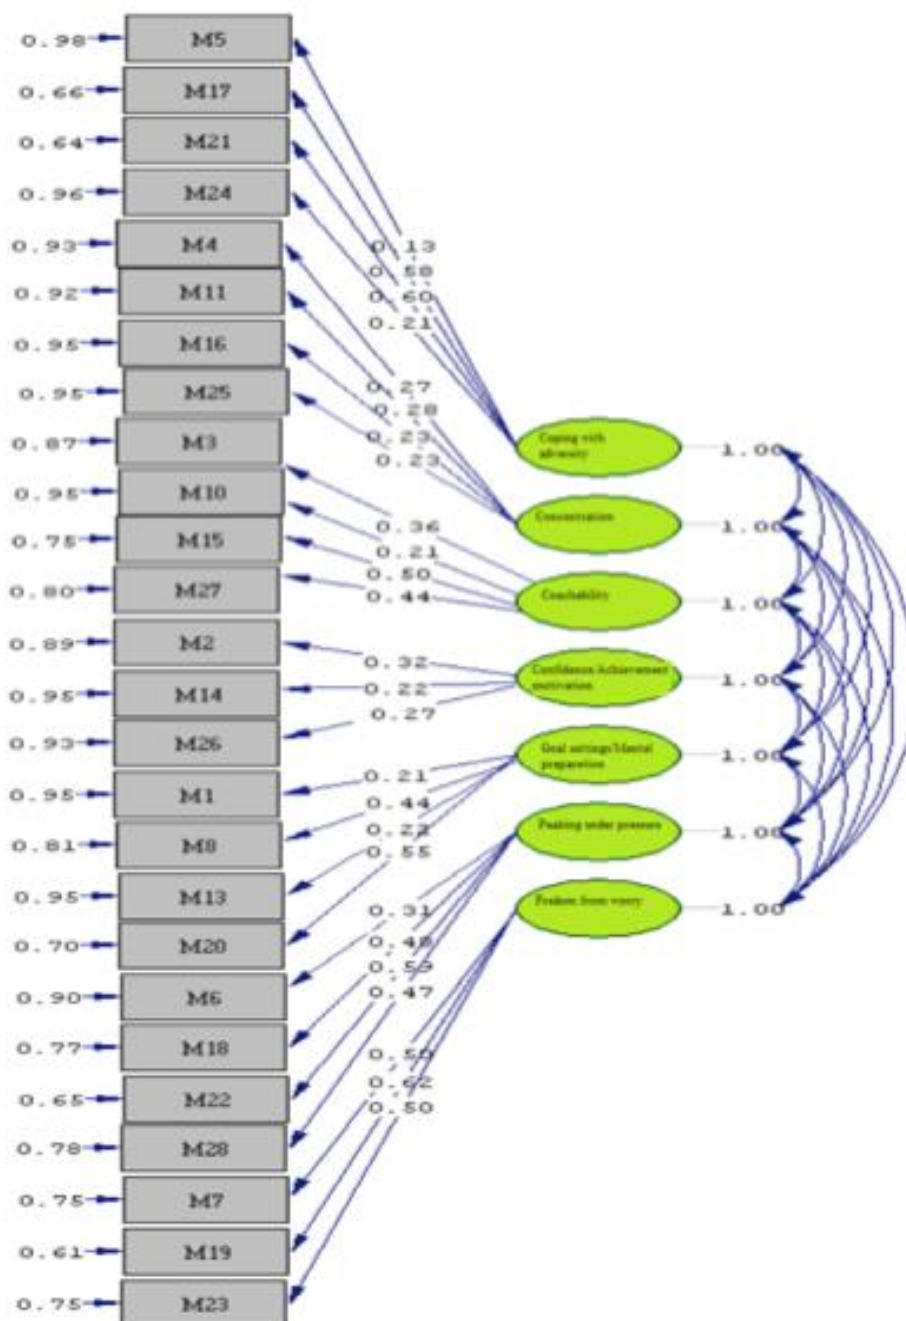 0.98 M5
0.66 M17
0.64 M21
0.96 M24
0.93 M4
0.92 M11
0.95 M16
0.95 M25
0.87 M3
0.95 M10
0.75 M15
0.80 M27
0.89 M2
0.95 M14
0.93 M26
0.95 M1
0.81 M8
0.95 M13
0.70 M20
0.90 M6
0.77 M18
0.65 M22
0.78 M28
0.75 M7
0.61 M19
0.75 M23
0.13
0.58
0.60
0.21
0.27
0.28
0.23
0.23
0.36
0.21
0.50
0.44
0.32
0.22
0.27
0.21
0.44
0.55
0.31
0.59
0.47
0.50
0.62
0.50
Coping with
adversity
1.00
Concentration
1.00
Coachability
1.00
Confidence/Achievement
motivation
1.00
Goal settings/Mental
preparation
1.00
Peaking under pressure
1.00
from worry
1.00